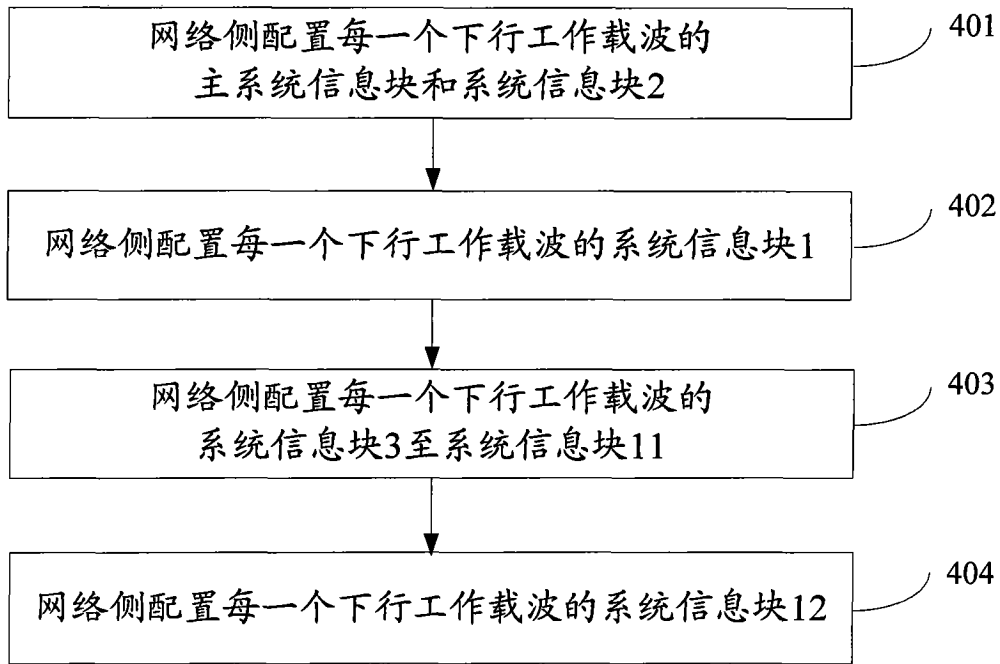 网络侧配置每一个下行工作载波的
主系统信息块和系统信息块2
401
网络侧配置每一个下行工作载波的系统信息块1
402
网络侧配置每一个下行工作载波的
系统信息块3至系统信息块11
403
网络侧配置每一个下行工作载波的系统信息块12
404